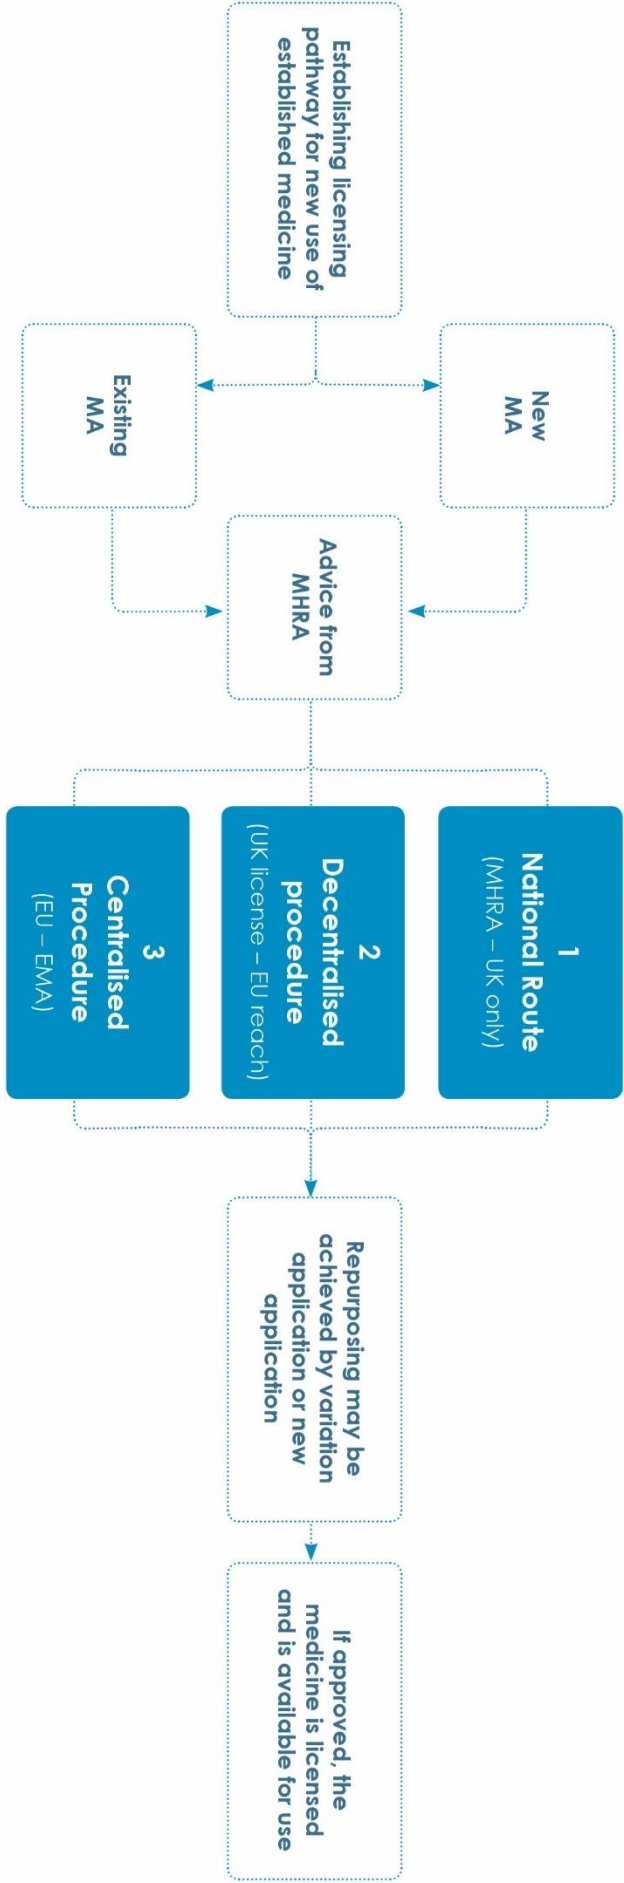 Establishing licensing
pathway for new use of
established medicine
New
MA
Existing
MA
Advice from
MHRA
1
National Route
(MHRA – UK only)
2
Decentralised
procedure
(UK license – EU reach)
3
Centralised
Procedure
(EU – EMA)
Repurposing may be
achieved by variation
application or new
application
If approved, the
medicine is licensed
and is available for use